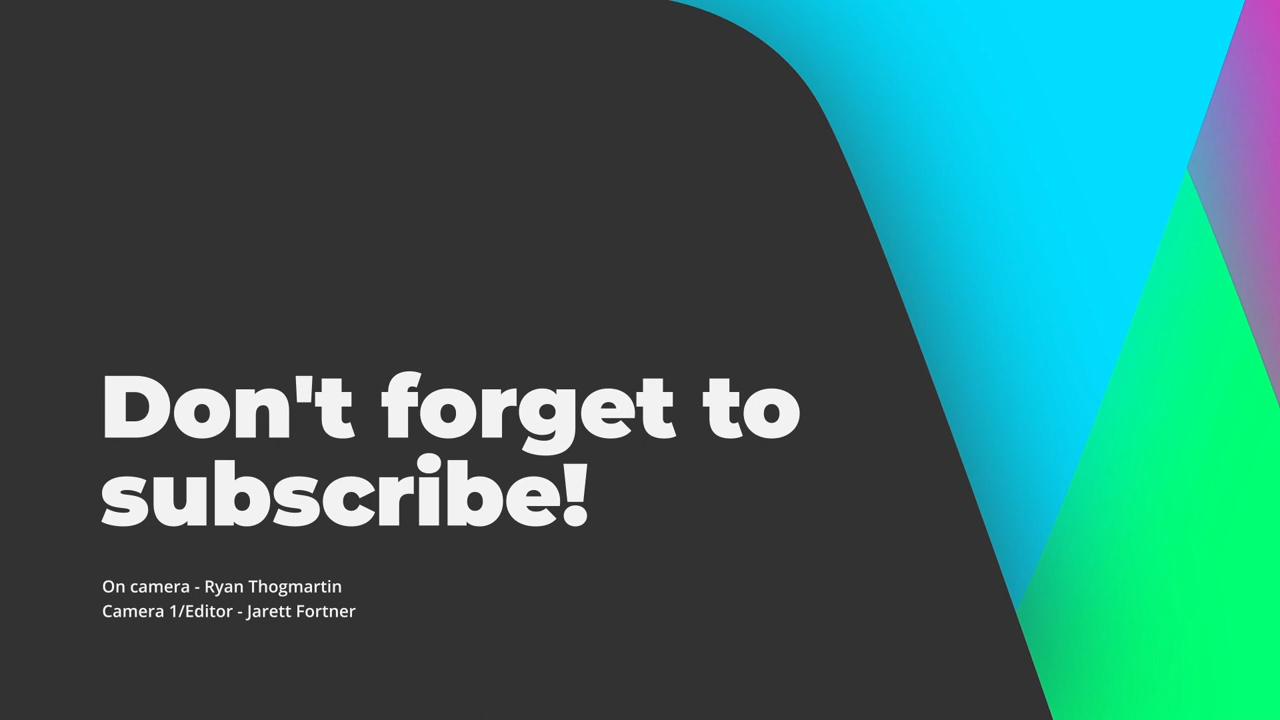 Don't forget to
subscribe!
On camera - Ryan Thogmartin
Camera 1/Editor - Jarett Fortner